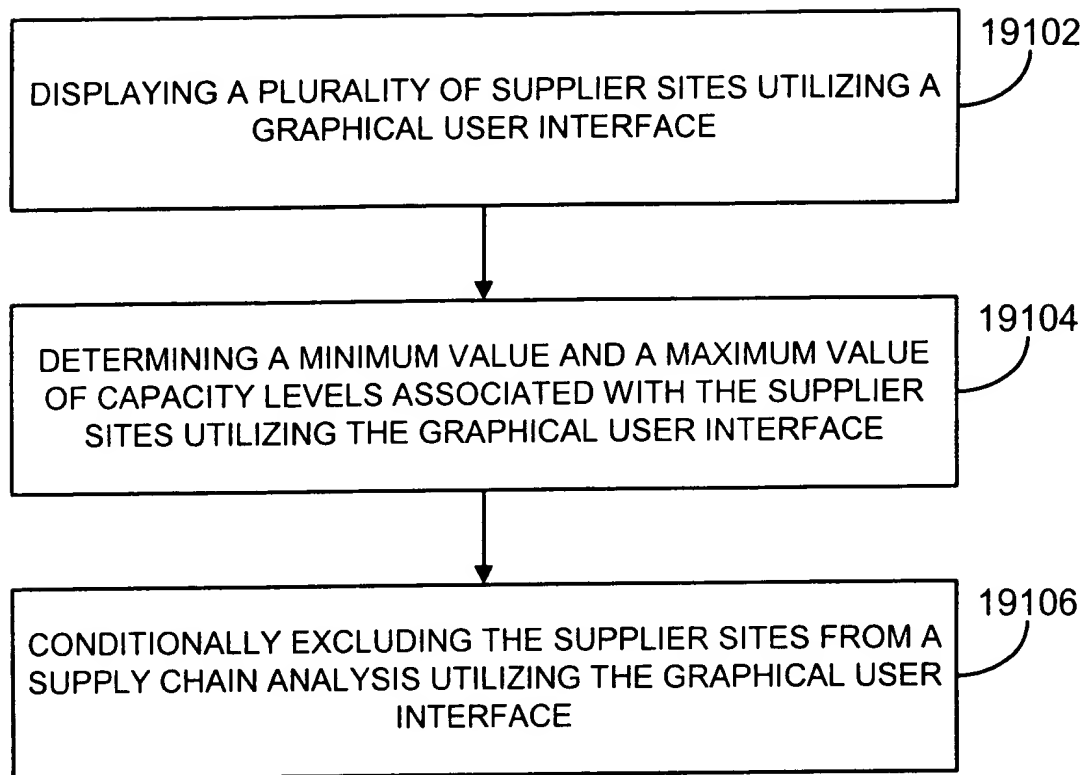 19102
DISPLAYING A PLURALITY OF SUPPLIER SITES UTILIZING A
GRAPHICAL USER INTERFACE
19104
DETERMINING A MINIMUM VALUE AND A MAXIMUM VALUE
OF CAPACITY LEVELS ASSOCIATED WITH THE SUPPLIER
SITES UTILIZING THE GRAPHICAL USER INTERFACE
19106
CONDITIONALLY EXCLUDING THE SUPPLIER SITES FROM A
SUPPLY CHAIN ANALYSIS UTILIZING THE GRAPHICAL USER
INTERFACE